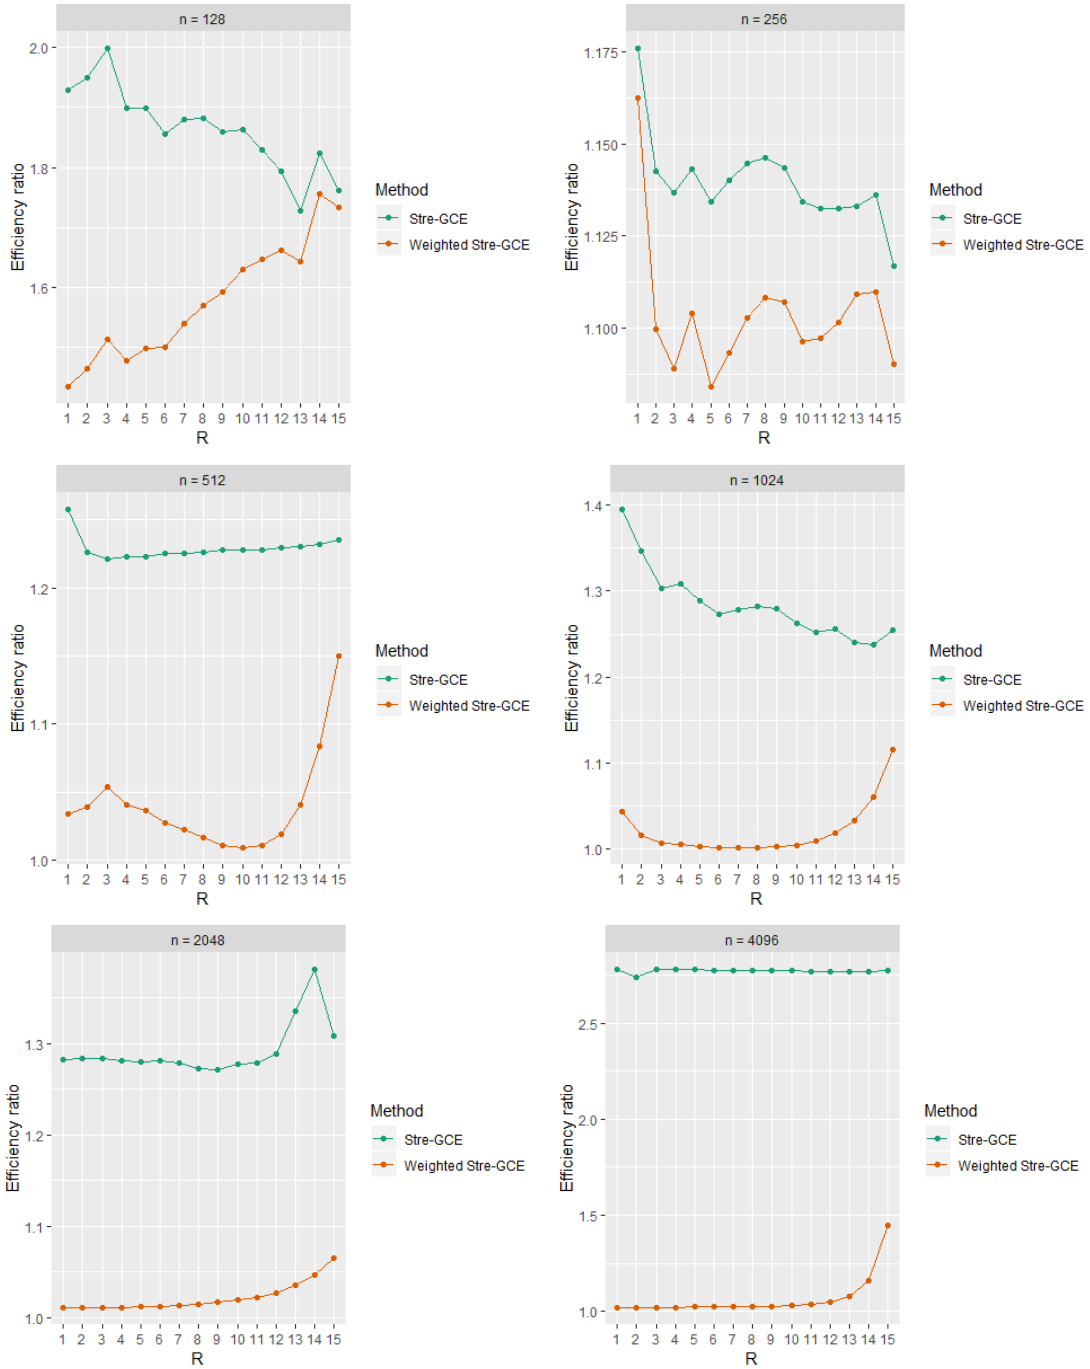 n = 128
2.0
1.8
1.6
Efficiency ratio
1 2 3 4 5 6 7 8 9 10 11 12 13 14 15
R
Method
Stre-GCE
Weighted Stre-GCE
n = 256
1.175
1.150
1.125
1.100
Efficiency ratio
1 2 3 4 5 6 7 8 9 10 11 12 13 14 15
R
Method
Stre-GCE
Weighted Stre-GCE
n = 512
1.2
1.1
1.0
Efficiency ratio
1 2 3 4 5 6 7 8 9 10 11 12 13 14 15
R
Method
Stre-GCE
Weighted Stre-GCE
n = 1024
1.4
1.3
1.2
1.1
1.0
Efficiency ratio
1 2 3 4 5 6 7 8 9 10 11 12 13 14 15
R
Method
Stre-GCE
Weighted Stre-GCE
n = 2048
1.3
1.2
1.1
1.0
Efficiency ratio
1 2 3 4 5 6 7 8 9 10 11 12 13 14 15
R
Method
Stre-GCE
Weighted Stre-GCE
n = 4096
2.5
2.0
1.5
1.0
Efficiency ratio
1 2 3 4 5 6 7 8 9 10 11 12 13 14 15
R
Method
Stre-GCE
Weighted Stre-GCE